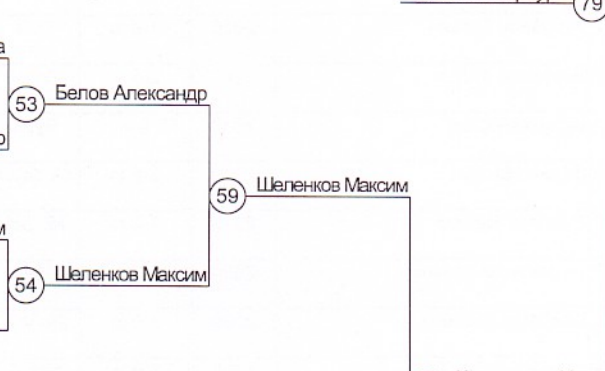 79
а
53 Белов Александр
р
59 Шеленков Максим
м
54 Шеленков Максим